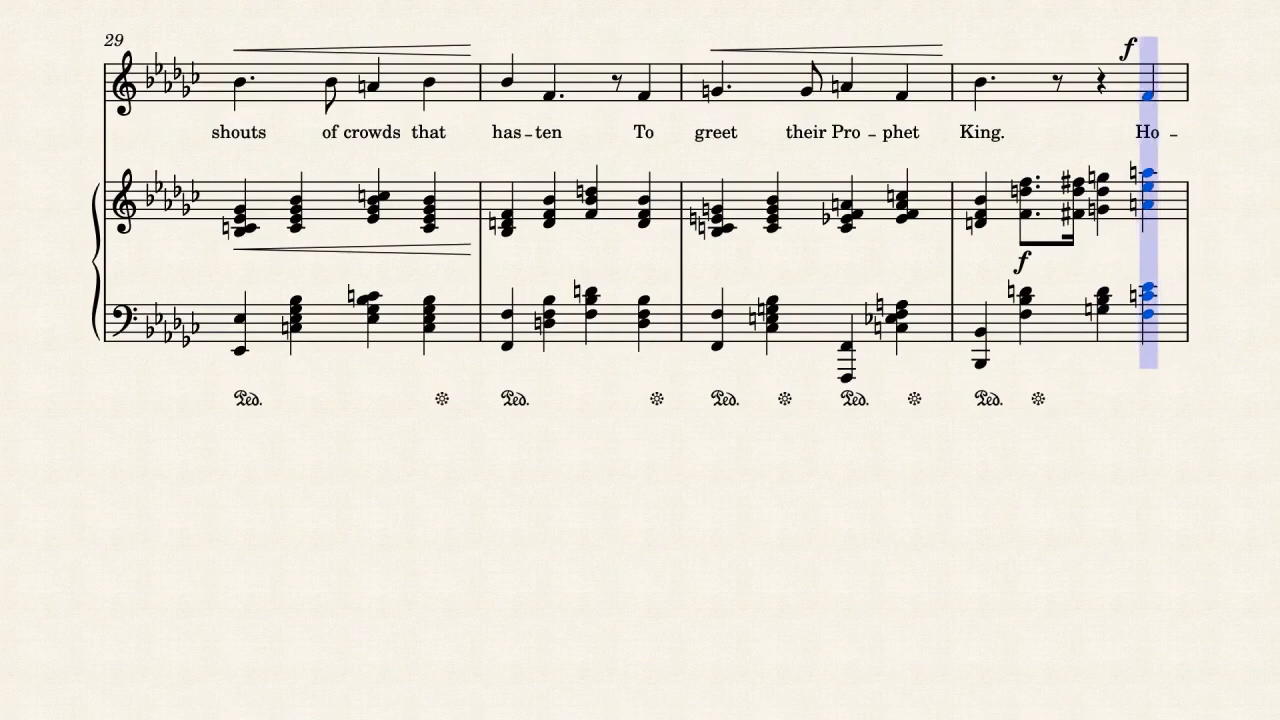 29
f
shouts of crowds that has-ten To greet their Pro-phet King. Ho-
f
Ped. Ped. Ped. Ped. Ped.